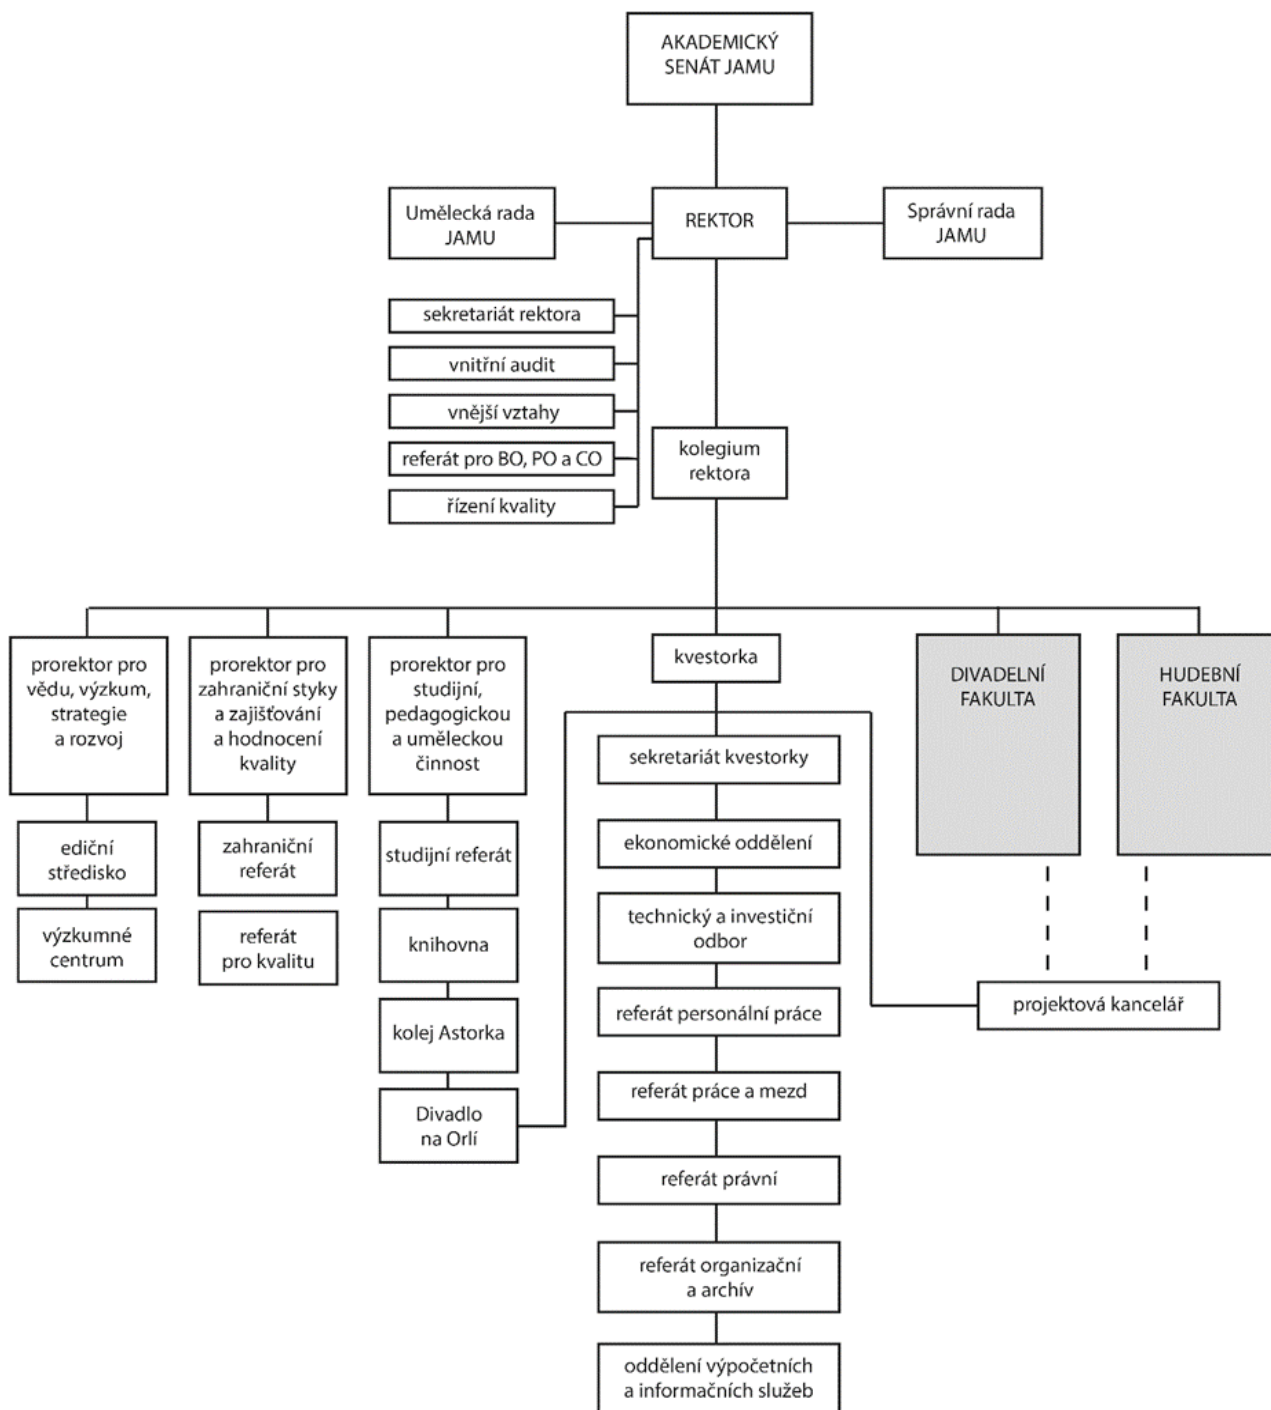 AKADEMICKÝ
SENÁT JAMU
Umělecká rada
JAMU
REKTOR
Správní rada
JAMU
sekretariát rektora
vnitřní audit
vnější vztahy
referát pro BO, PO a CO
řízení kvality
kolegium
rektora
prorektor pro
vědu, výzkum,
strategie
a rozvoj
prorektor pro
zahraniční styky
a zajišťování
a hodnocení
kvality
prorektor pro
studijní,
pedagogickou
a uměleckou
činnost
kvestorka
DIVADELNÍ
FAKULTA
HUDEBNÍ
FAKULTA
ediční
středisko
výzkumné
centrum
zahraniční
referát
referát
pro kvalitu
studijní referát
knihovna
kolej Astorka
Divadlo
na Orlí
sekretariát kvestorky
ekonomické oddělení
technický a investiční
odbor
referát personální práce
referát práce a mezd
referát právní
referát organizační
a archív
oddělení výpočetních
a informačních služeb
projektová kancelář